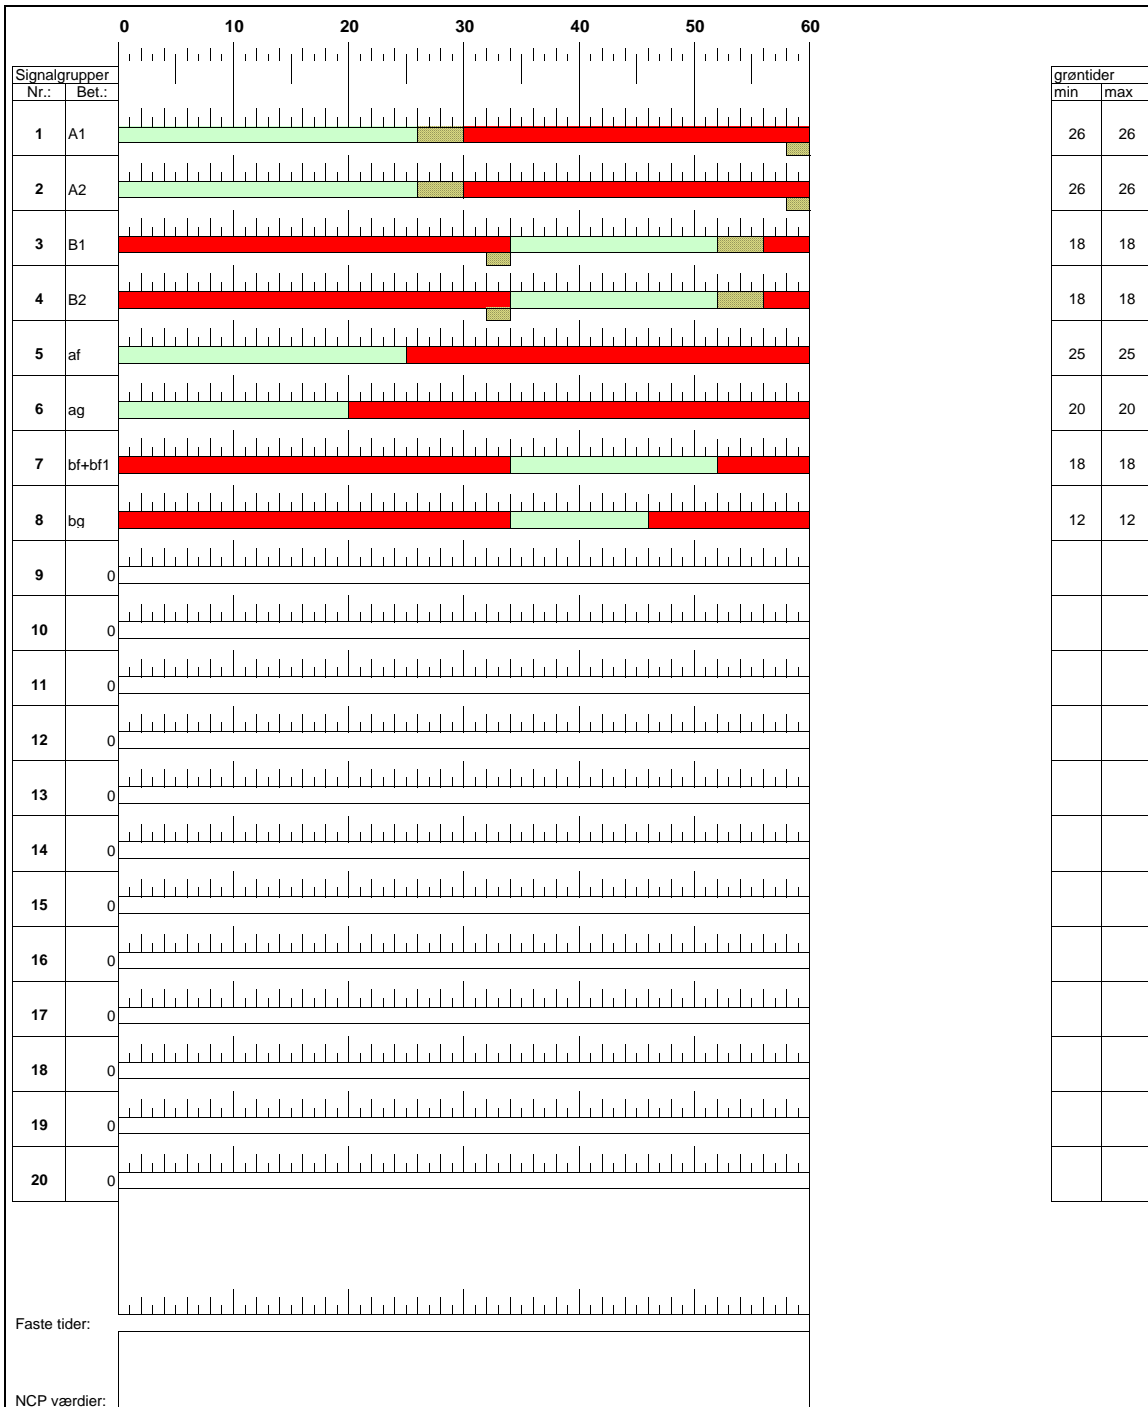 0 10 20 30 40 50 60
Signalgrupper grøntider
Nr.: Bet.: min max
1 A1 26 26
2 A2 26 26
3 B1 18 18
4 B2 18 18
5 af 25 25
6 ag 20 20
7 bf+bf1 18 18
8 bg 12 12
9 0
10 0
11 0
12 0
13 0
14 0
15 0
16 0
17 0
18 0
19 0
20 0
Faste tider:
NCP værdier: